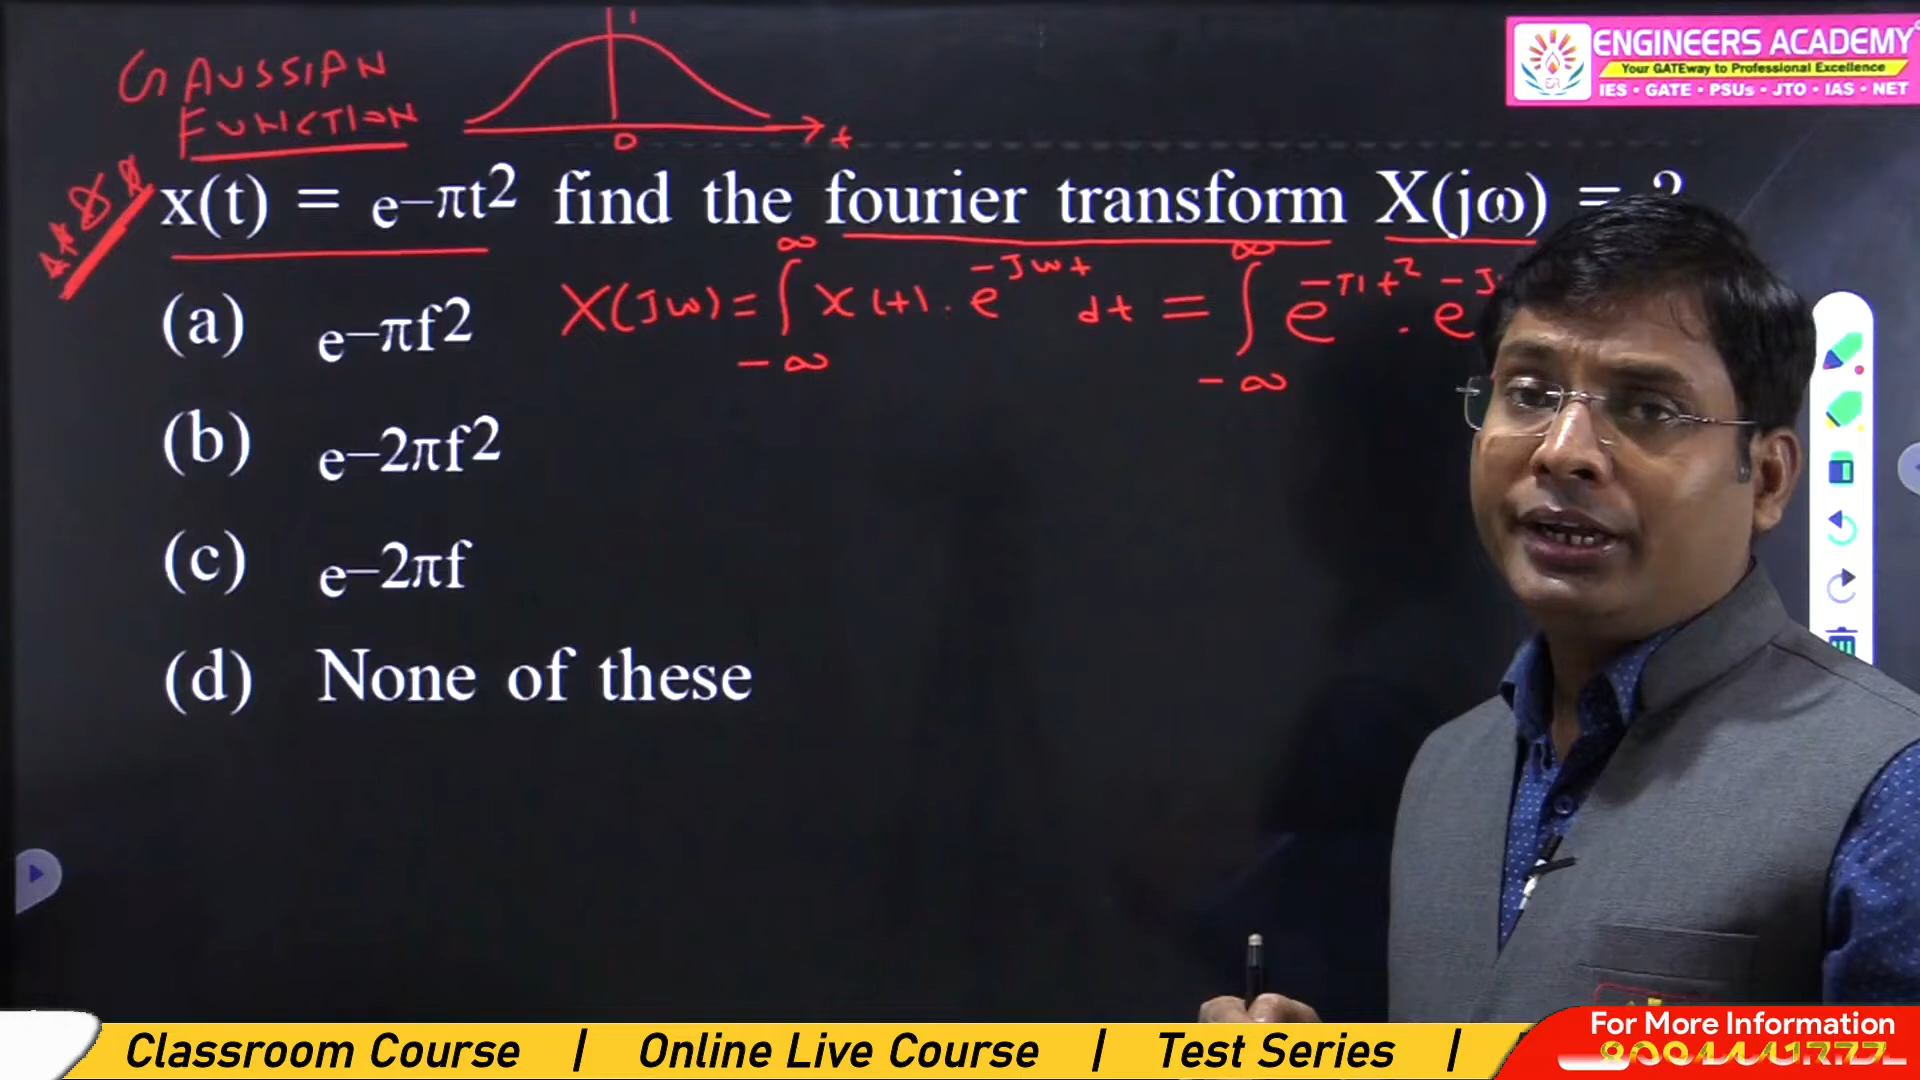 GAUSSIAN
FUNCTION
1
0
t
ENGINEERS ACADEMY
Your GATEway to Professional Excellence
IES • GATE • PSUs • JTO • IAS • NET
x(t) = e−πt2 find the fourier transform X(jω) = ?
X(jω) = ∫ x(t) . e−jωt dt = ∫ e−πt2 . e−j
∞
−∞
∞
−∞
(a) e−πf2
(b) e−2πf2
(c) e−2πf
(d) None of these
Classroom Course / Online Live Course / Test Series /
For More Information